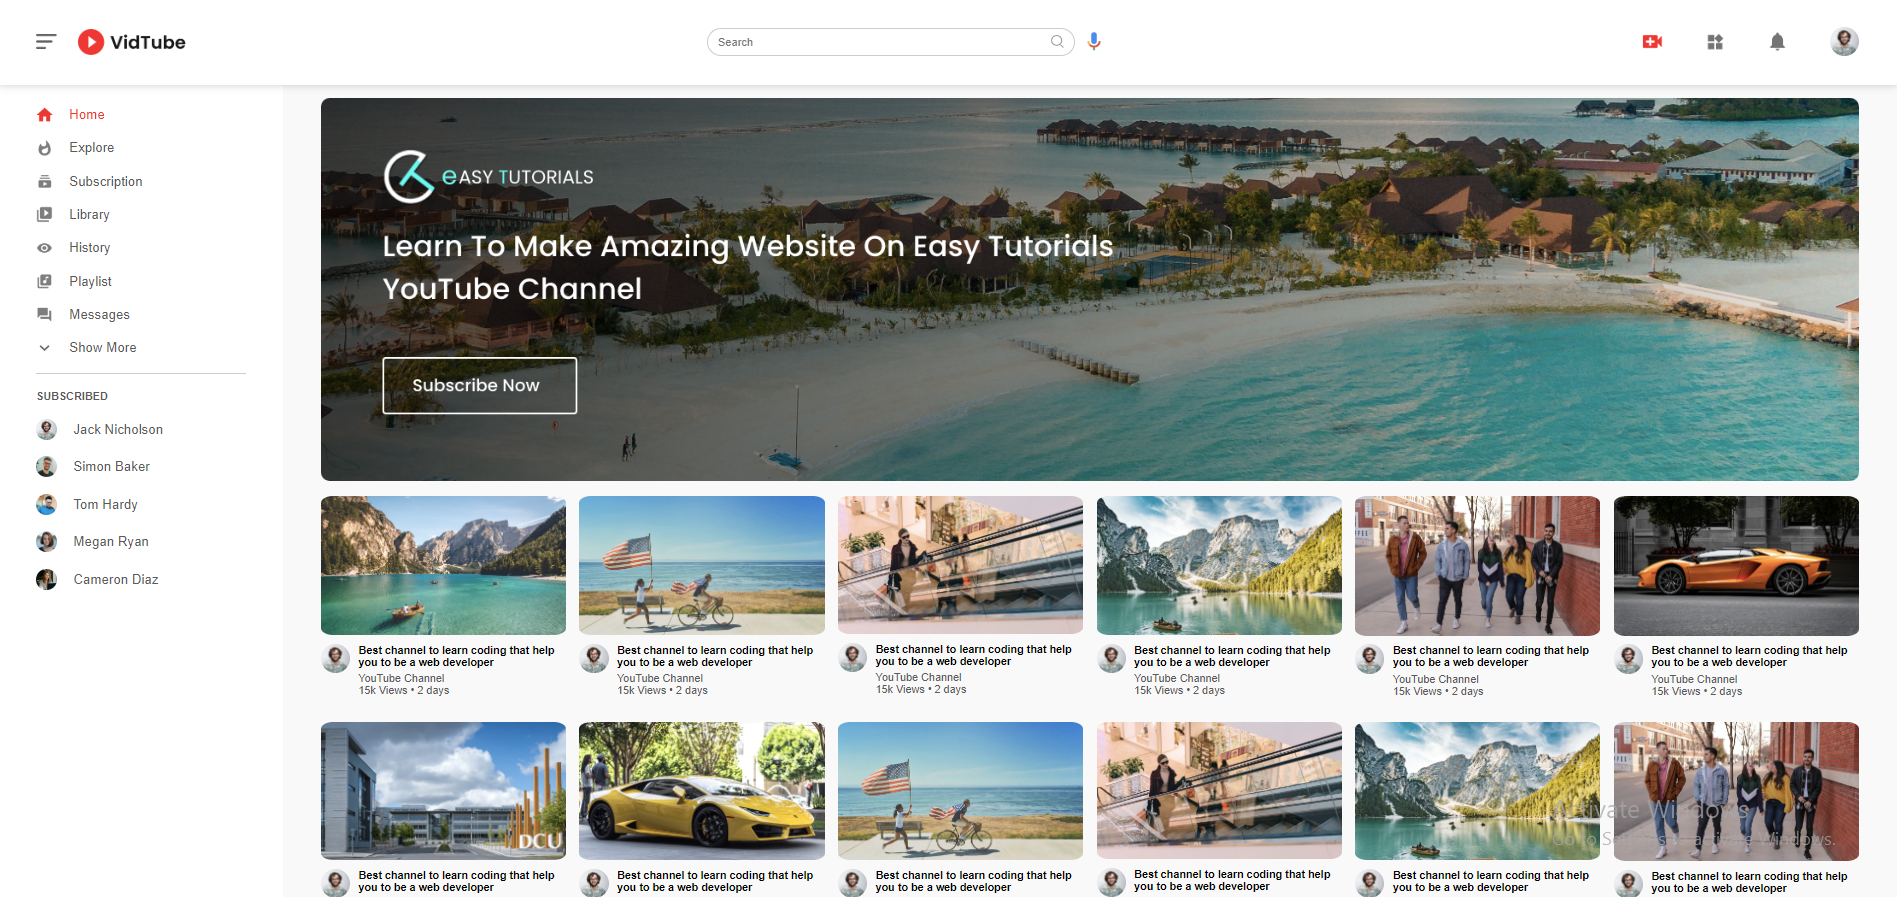 VidTube
Search
Home
Explore
Subscription
Library
History
Playlist
Messages
Show More
SUBSCRIBED
Jack Nicholson
Simon Baker
Tom Hardy
Megan Ryan
Cameron Diaz
eASY TUTORIALS
Learn To Make Amazing Website On Easy Tutorials
YouTube Channel
Subscribe Now
Best channel to learn coding that help
you to be a web developer
YouTube Channel
15k Views • 2 days
Best channel to learn coding that help
you to be a web developer
YouTube Channel
15k Views • 2 days
Best channel to learn coding that help
you to be a web developer
YouTube Channel
15k Views • 2 days
Best channel to learn coding that help
you to be a web developer
YouTube Channel
15k Views • 2 days
Best channel to learn coding that help
you to be a web developer
YouTube Channel
15k Views • 2 days
Best channel to learn coding that help
you to be a web developer
YouTube Channel
15k Views • 2 days
DCU
Activate Windows
Go to Settings to activate Windows.
Best channel to learn coding that help
you to be a web developer
Best channel to learn coding that help
you to be a web developer
Best channel to learn coding that help
you to be a web developer
Best channel to learn coding that help
you to be a web developer
Best channel to learn coding that help
you to be a web developer
Best channel to learn coding that help
you to be a web developer